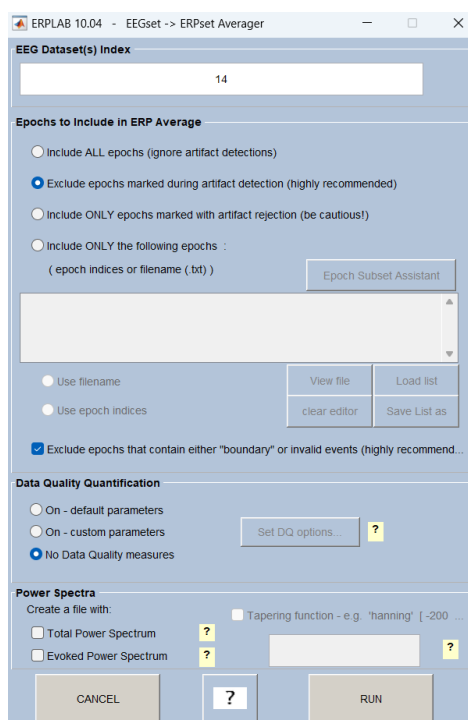 ERPLAB 10.04 - EEGset -> ERPset Averager
EEG Dataset(s) Index
14
Epochs to Include in ERP Average
Include ALL epochs (ignore artifact detections)
Exclude epochs marked during artifact detection (highly recommended)
Include ONLY epochs marked with artifact rejection (be cautious!)
Include ONLY the following epochs :
( epoch indices or filename (.txt) )
Epoch Subset Assistant
Use filename
View file
Load list
Use epoch indices
clear editor
Save List as
Exclude epochs that contain either "boundary" or invalid events (highly recommend...
Data Quality Quantification
On - default parameters
On - custom parameters
Set DQ options...
?
No Data Quality measures
Power Spectra
Create a file with:
Tapering function - e.g. 'hanning' [ -200 ...
Total Power Spectrum
?
Evoked Power Spectrum
?
?
CANCEL
?
RUN